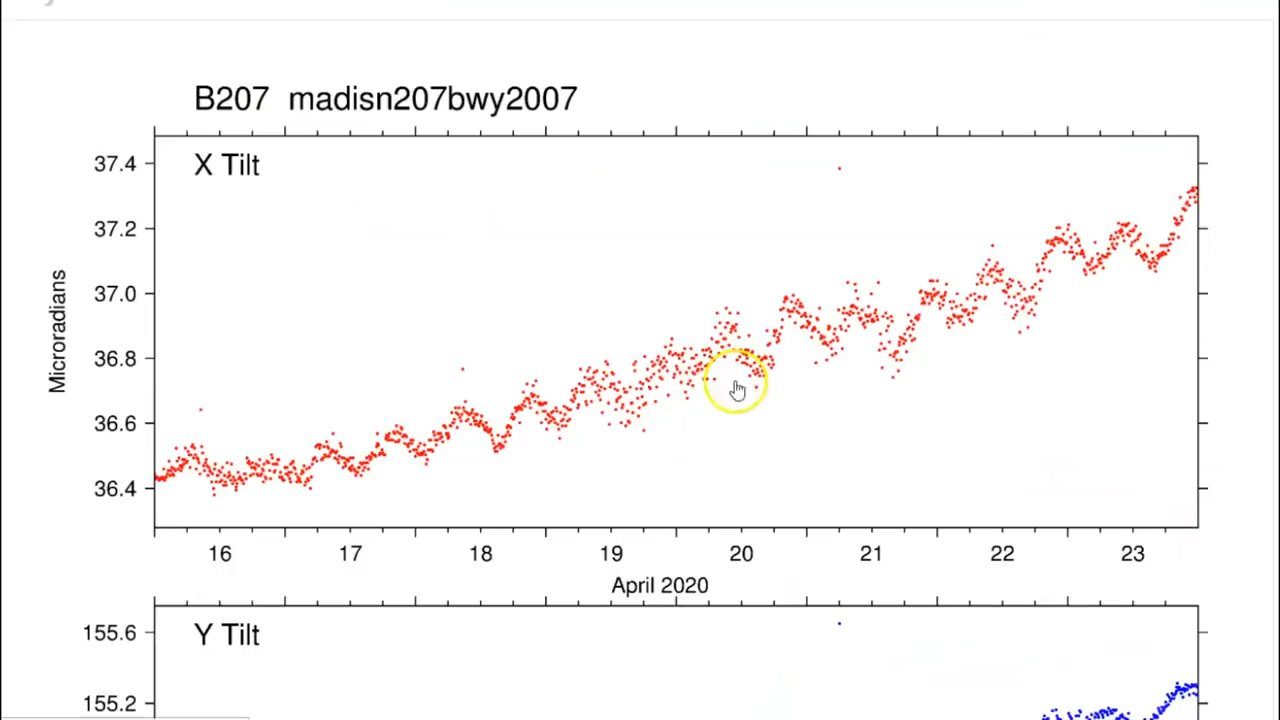 B207 madisn207bwy2007
X Tilt
37.4
37.2
37.0
36.8
36.6
36.4
Microradians
16 17 18 19 20 21 22 23
April 2020
Y Tilt
155.6
155.2